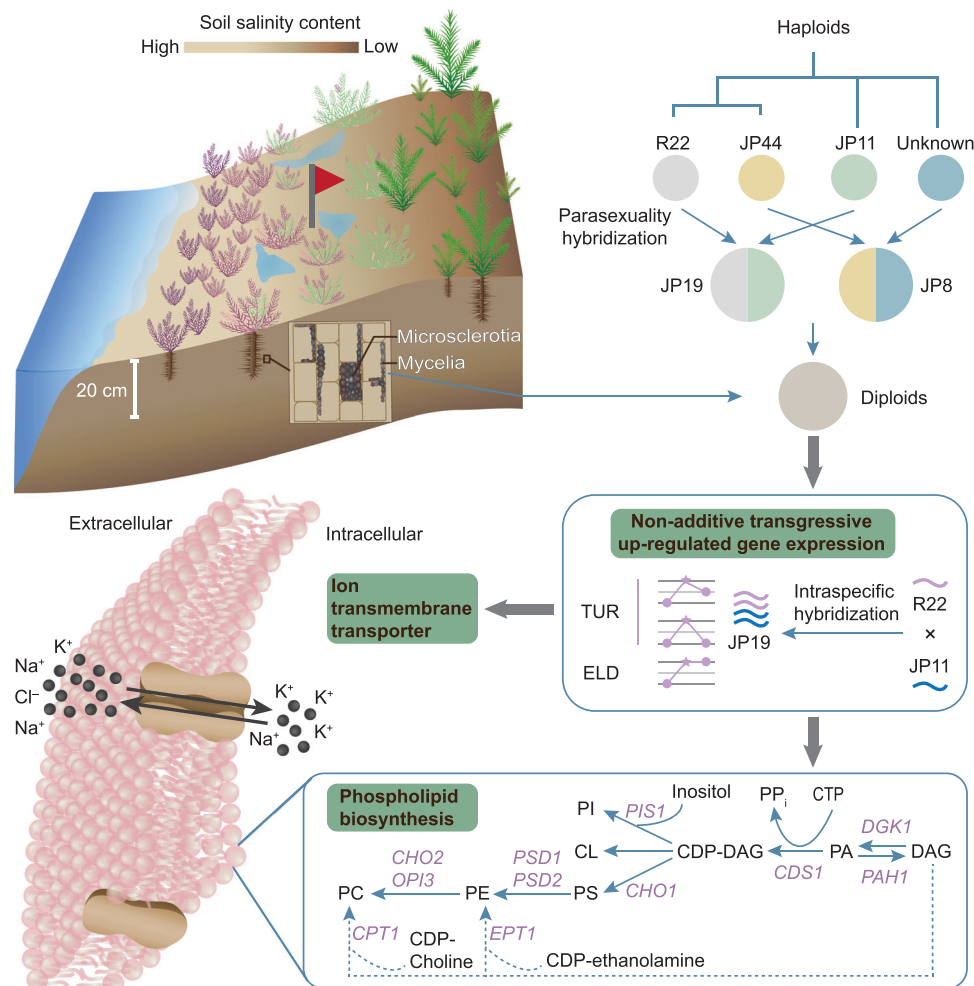 Soil salinity content
High
Low
Microsclerotia
Mycelia
20 cm
Haploids
R22
JP44
JP11
Unknown
Parasexuality
hybridization
JP19
JP8
Diploids
Extracellular
Intracellular
Ion
transmembrane
transporter
K⁺
Na⁺
Cl⁻
Na⁺
K⁺
K⁺
K⁺
Na⁺
Non-additive transgressive
up-regulated gene expression
TUR
ELD
JP19
Intraspecific
hybridization
R22
×
JP11
Phospholipid
biosynthesis
PI
PIS1
Inositol
PPᵢ
CTP
DGK1
CL
CDP-DAG
CDS1
PA
DAG
PAH1
CHO2
OPI3
PSD1
PSD2
CHO1
PC
PE
PS
CPT1
CDP-
Choline
EPT1
CDP-ethanolamine